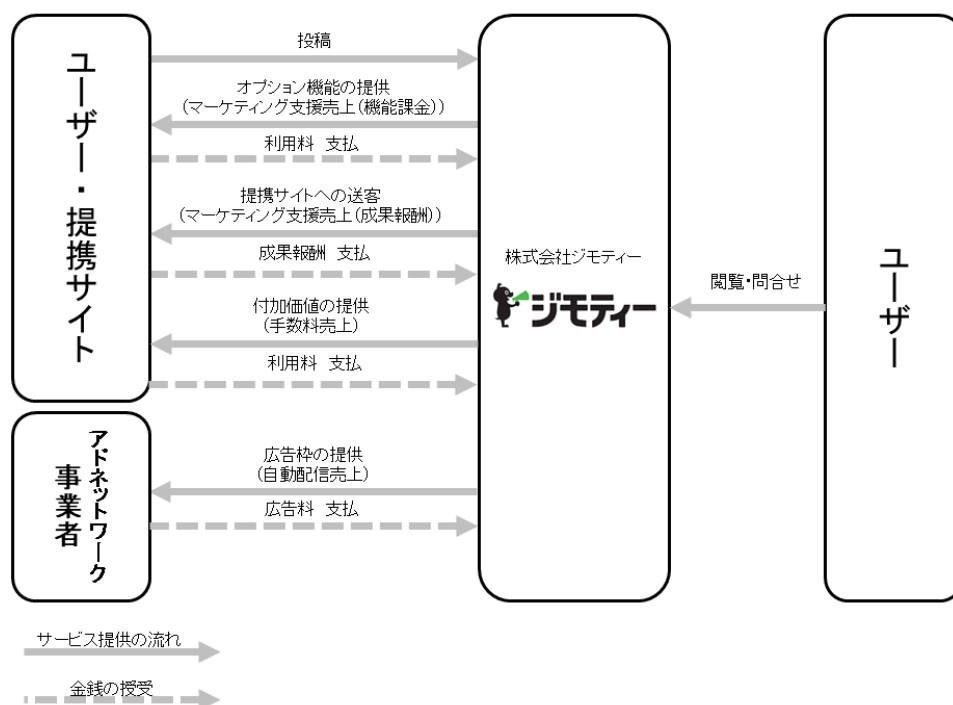 ユーザー・提携サイト
投稿
オプション機能の提供
(マーケティング支援売上(機能課金))
利用料 支払
提携サイトへの送客
(マーケティング支援売上(成果報酬))
成果報酬 支払
付加価値の提供
(手数料売上)
利用料 支払
アドネットワーク
事業者
広告枠の提供
(自動配信売上)
広告料 支払
株式会社ジモティー
ジモティー
閲覧・問合せ
ユーザー
サービス提供の流れ
金銭の授受